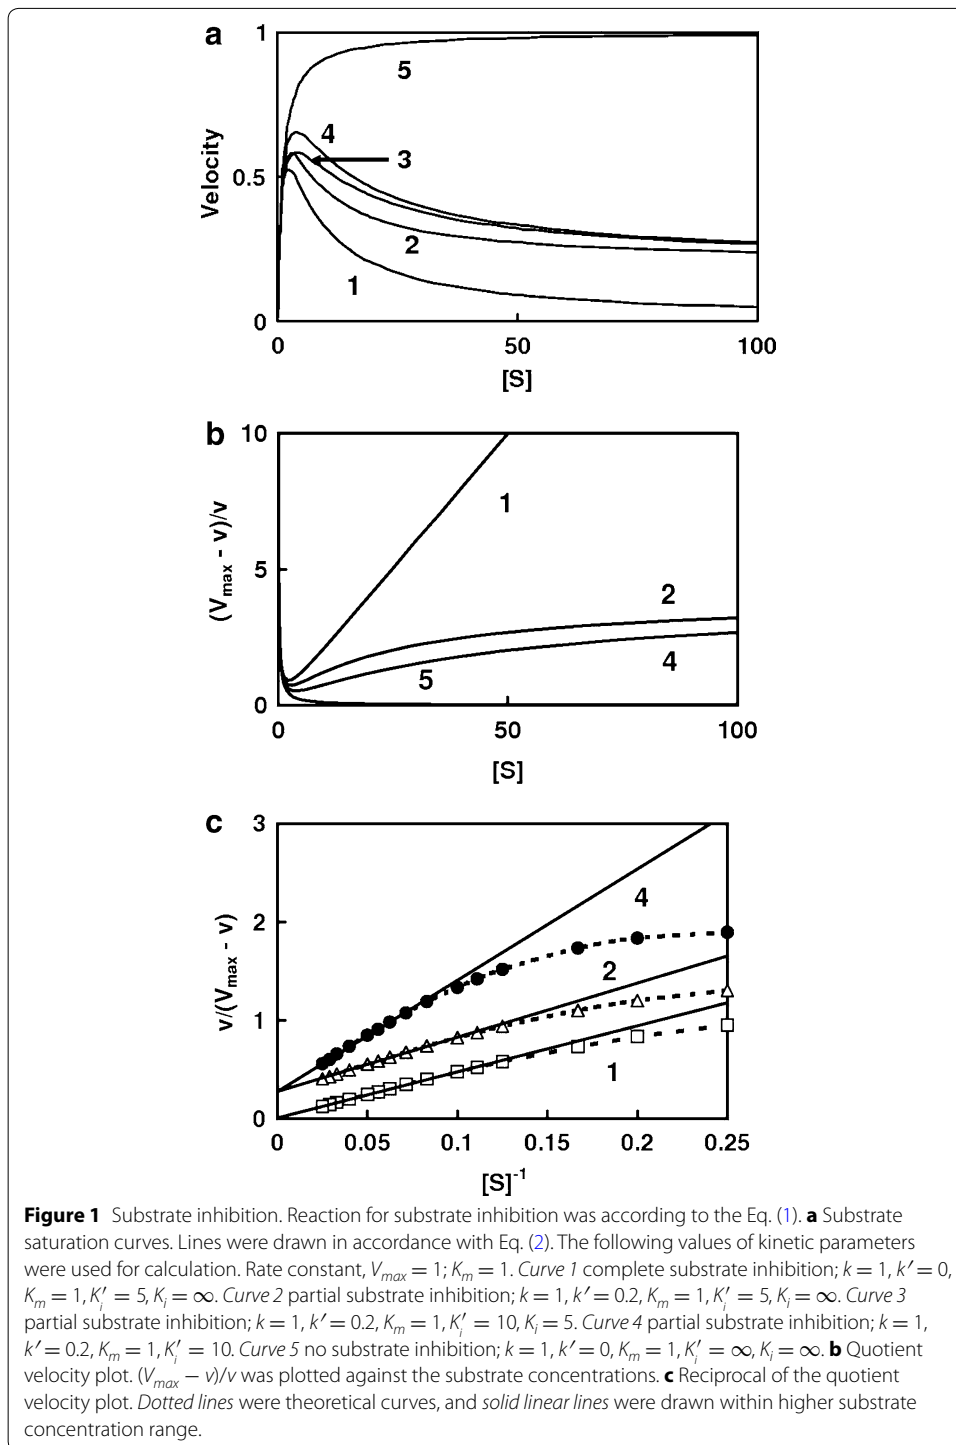 a
1
5
4
3
0.5
Velocity
2
1
0
0
50
100
[S]
b
10
1
(Vmax - v)/v
5
2
4
5
0
0
50
100
[S]
c
3
4
v/(Vmax - v)
2
2
1
1
0
0
0.05
0.1
0.15
0.2
0.25
[S]-1
Figure 1 Substrate inhibition. Reaction for substrate inhibition was according to the Eq. (1). a Substrate
saturation curves. Lines were drawn in accordance with Eq. (2). The following values of kinetic parameters
were used for calculation. Rate constant, Vmax = 1; Km = 1. Curve 1 complete substrate inhibition; k = 1, k′ = 0,
Km = 1, K′i = 5, Ki = ∞. Curve 2 partial substrate inhibition; k = 1, k′ = 0.2, Km = 1, K′i = 5, Ki = ∞. Curve 3
partial substrate inhibition; k = 1, k′ = 0.2, Km = 1, K′i = 10, Ki = 5. Curve 4 partial substrate inhibition; k = 1,
k′ = 0.2, Km = 1, K′i = 10. Curve 5 no substrate inhibition; k = 1, k′ = 0, Km = 1, K′i = ∞, Ki = ∞. b Quotient
velocity plot. (Vmax − v)/v was plotted against the substrate concentrations. c Reciprocal of the quotient
velocity plot. Dotted lines were theoretical curves, and solid linear lines were drawn within higher substrate
concentration range.